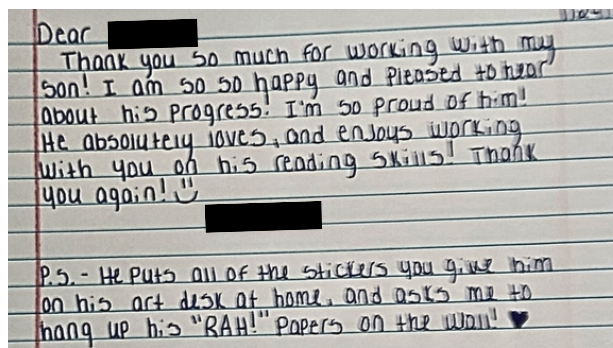 Dear
Thank you so much for working with my
son! I am so so happy and pleased to hear
about his progress! I'm so proud of him!
He absolutely loves, and enjoys working
with you on his reading skills! Thank
you again! :)
P.S. - He puts all of the stickers you give him
on his art desk at home, and asks me to
hang up his "RAH!" Papers on the wall! ♥